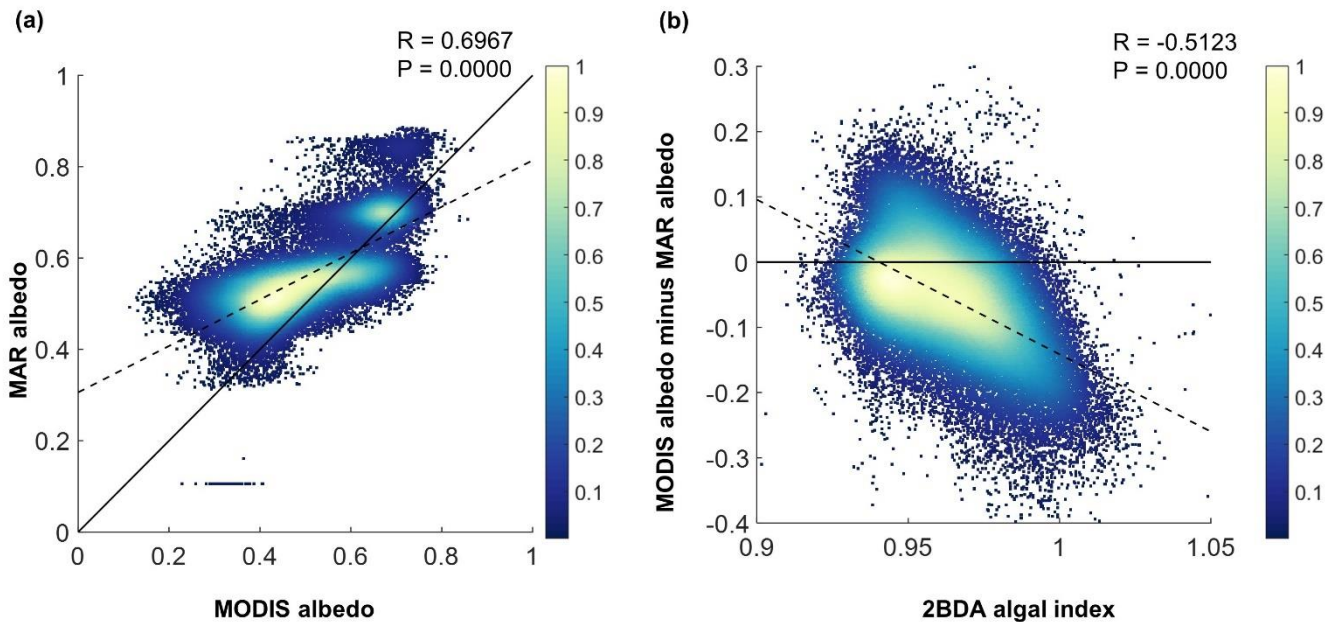 (a)
R = 0.6967
P = 0.0000
1
0.8
0.6
0.4
0.2
0
0 0.2 0.4 0.6 0.8 1
MAR albedo
MODIS albedo
1
0.9
0.8
0.7
0.6
0.5
0.4
0.3
0.2
0.1
(b)
R = -0.5123
P = 0.0000
0.3
0.2
0.1
0
-0.1
-0.2
-0.3
-0.4
0.9 0.95 1 1.05
MODIS albedo minus MAR albedo
2BDA algal index
1
0.9
0.8
0.7
0.6
0.5
0.4
0.3
0.2
0.1